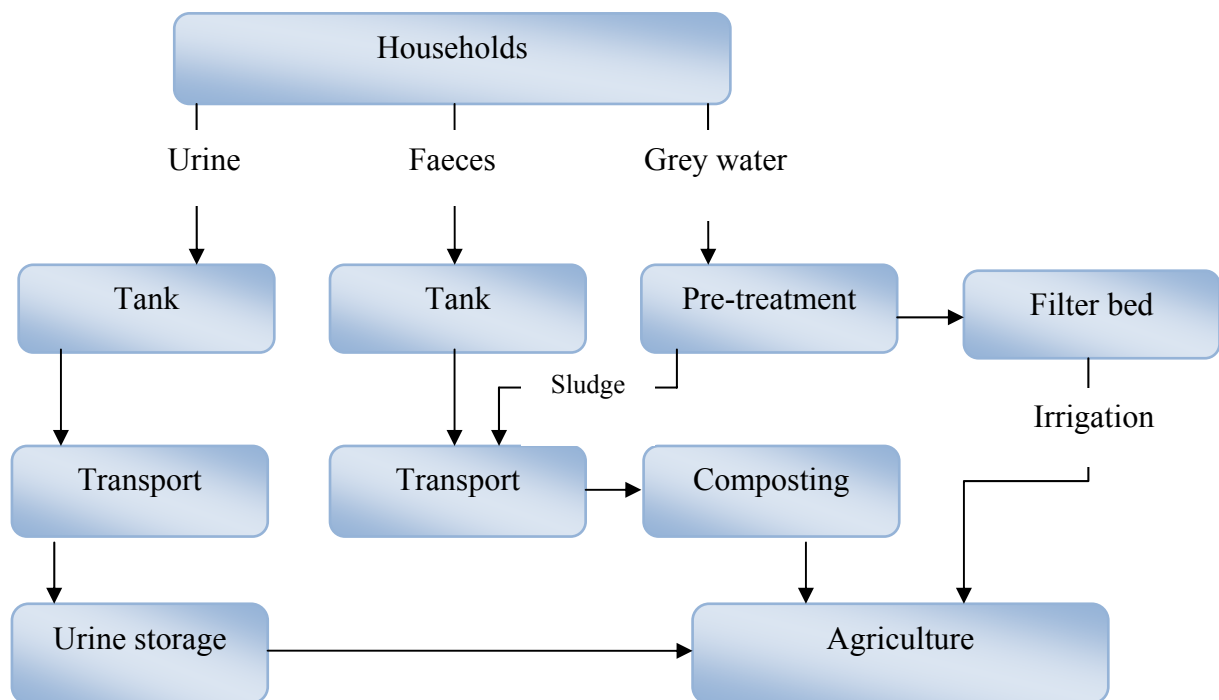 Households
Urine
Faeces
Grey water
Tank
Tank
Pre-treatment
Filter bed
Sludge
Irrigation
Transport
Transport
Composting
Urine storage
Agriculture